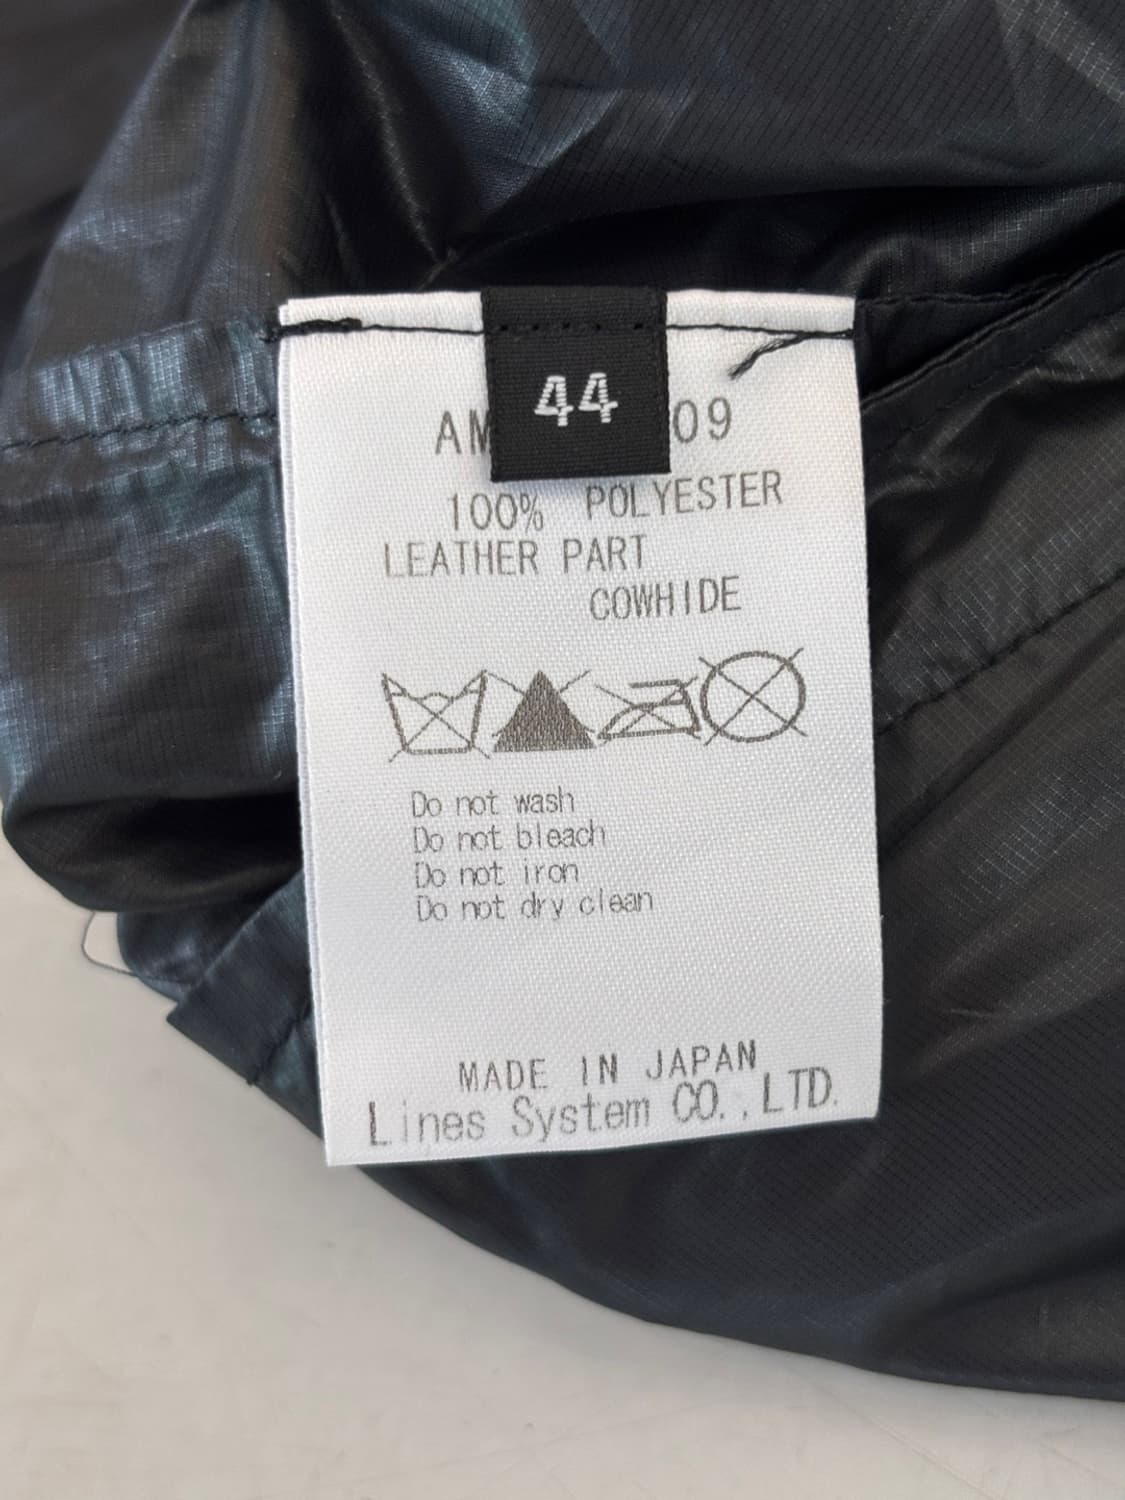 44
AM 09
100% POLYESTER
LEATHER PART
COWHIDE
Do not wash
Do not bleach
Do not iron
Do not dry clean
MADE IN JAPAN
Lines System CO.,LTD.